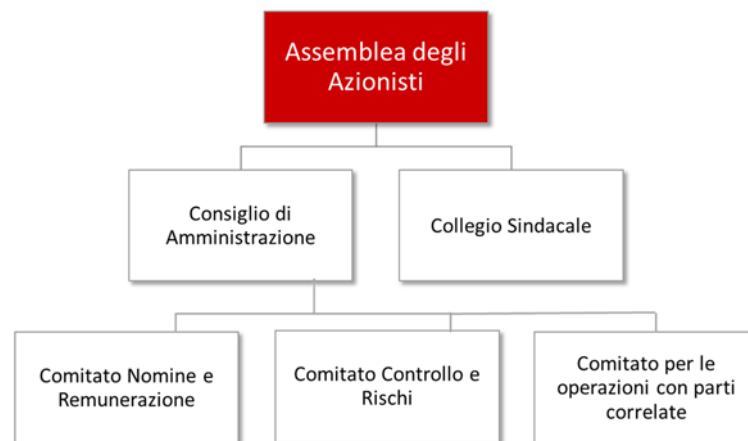 Assemblea degli
Azionisti
Consiglio di
Amministrazione
Collegio Sindacale
Comitato Nomine e
Remunerazione
Comitato Controllo e
Rischi
Comitato per le
operazioni con parti
correlate